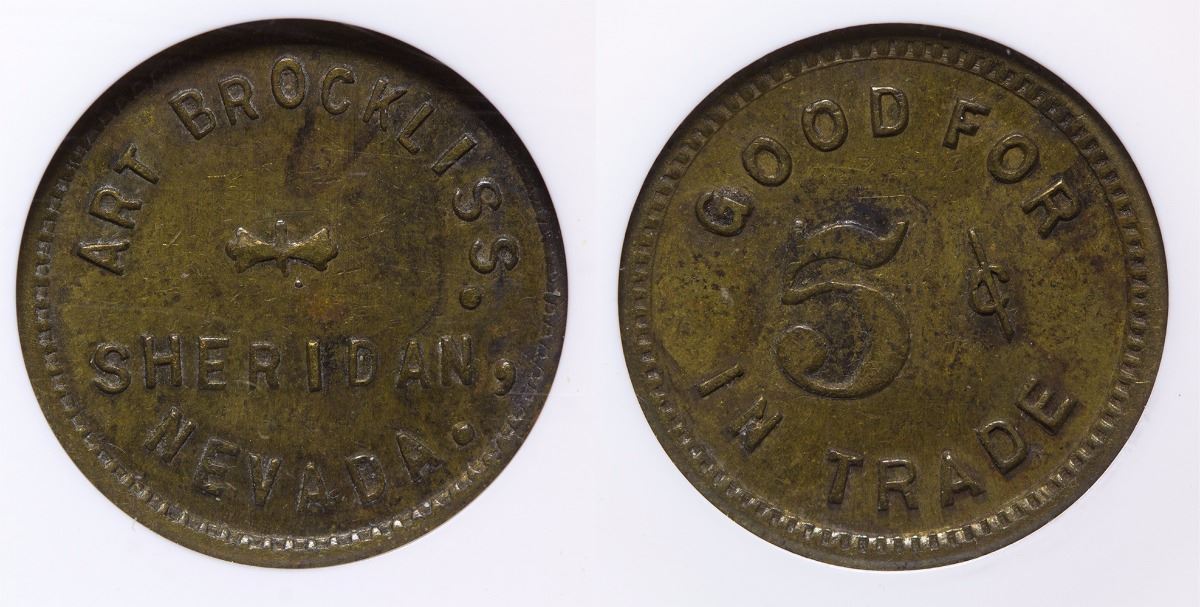 ART BROCKLISS.
SHERIDAN,
NEVADA.
GOOD FOR
5¢
IN TRADE